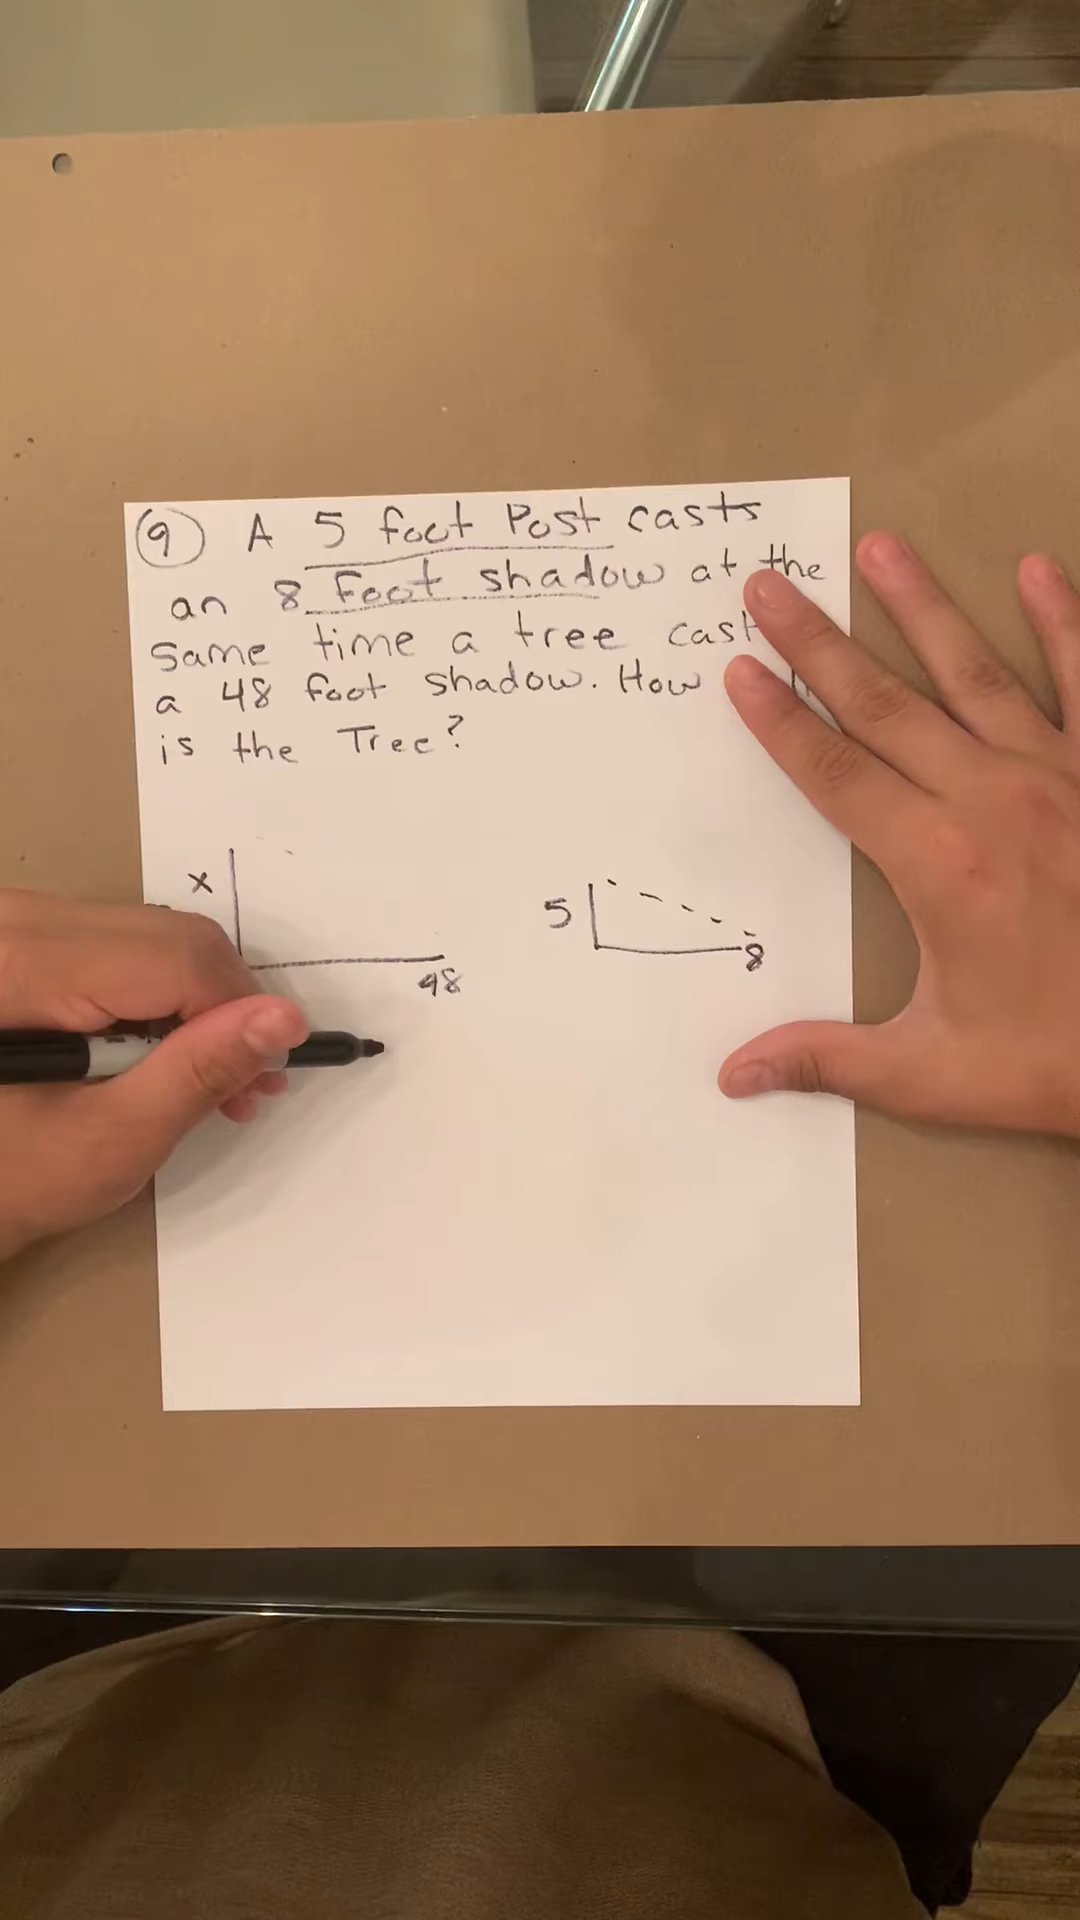 9 A 5 foot Post casts
an 8 foot shadow at the
same time a tree cast
a 48 foot shadow. How
is the Tree?
x
5
48
8